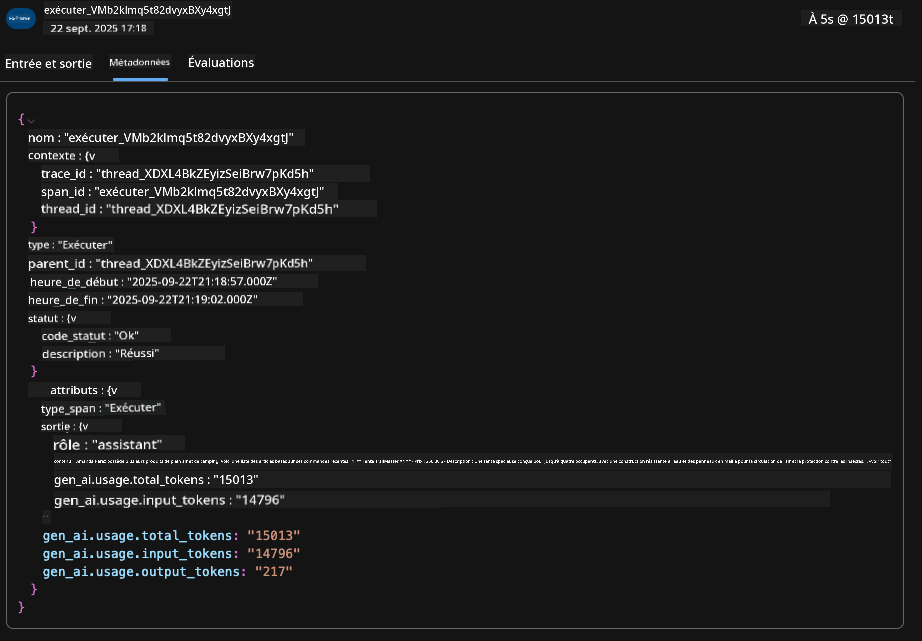 exécuter_VMb2klmq5t82dvyxBXy4xgtJ
22 sept. 2025 17:18
À 5s @ 15013t
Entrée et sortie
Métadonnées
Évaluations
{
nom : "exécuter_VMb2klmq5t82dvyxBXy4xgtJ"
contexte : {v
trace_id : "thread_XDXL4BkZEyizSeiBrw7pKd5h"
span_id : "exécuter_VMb2klmq5t82dvyxBXy4xgtJ"
thread_id : "thread_XDXL4BkZEyizSeiBrw7pKd5h"
}
type : "Exécuter"
parent_id : "thread_XDXL4BkZEyizSeiBrw7pKd5h"
heure_de_début : "2025-09-22T21:18:57.000Z"
heure_de_fin : "2025-09-22T21:19:02.000Z"
statut : {v
code_statut : "Ok"
description : "Réussi"
}
attributs : {v
type_span : "Exécuter"
sortie : {v
rôle : "assistant"
gen_ai.usage.total_tokens : "15013"
gen_ai.usage.input_tokens : "14796"
gen_ai.usage.total_tokens: "15013"
gen_ai.usage.input_tokens: "14796"
gen_ai.usage.output_tokens: "217"
}
}